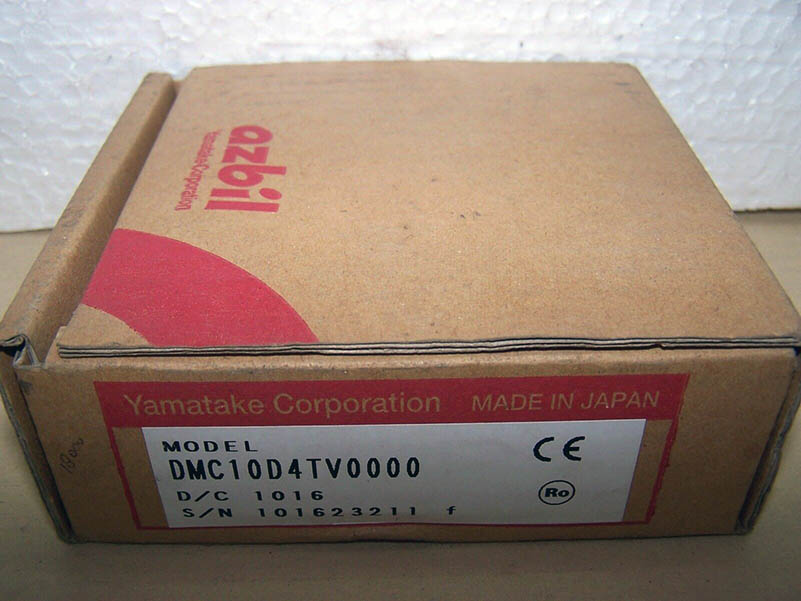 azbil
Yamatake Corporation
Yamatake Corporation MADE IN JAPAN
MODEL
DMC10D4TV0000
D/C 1016
S/N 101623211 f
CE
Ro